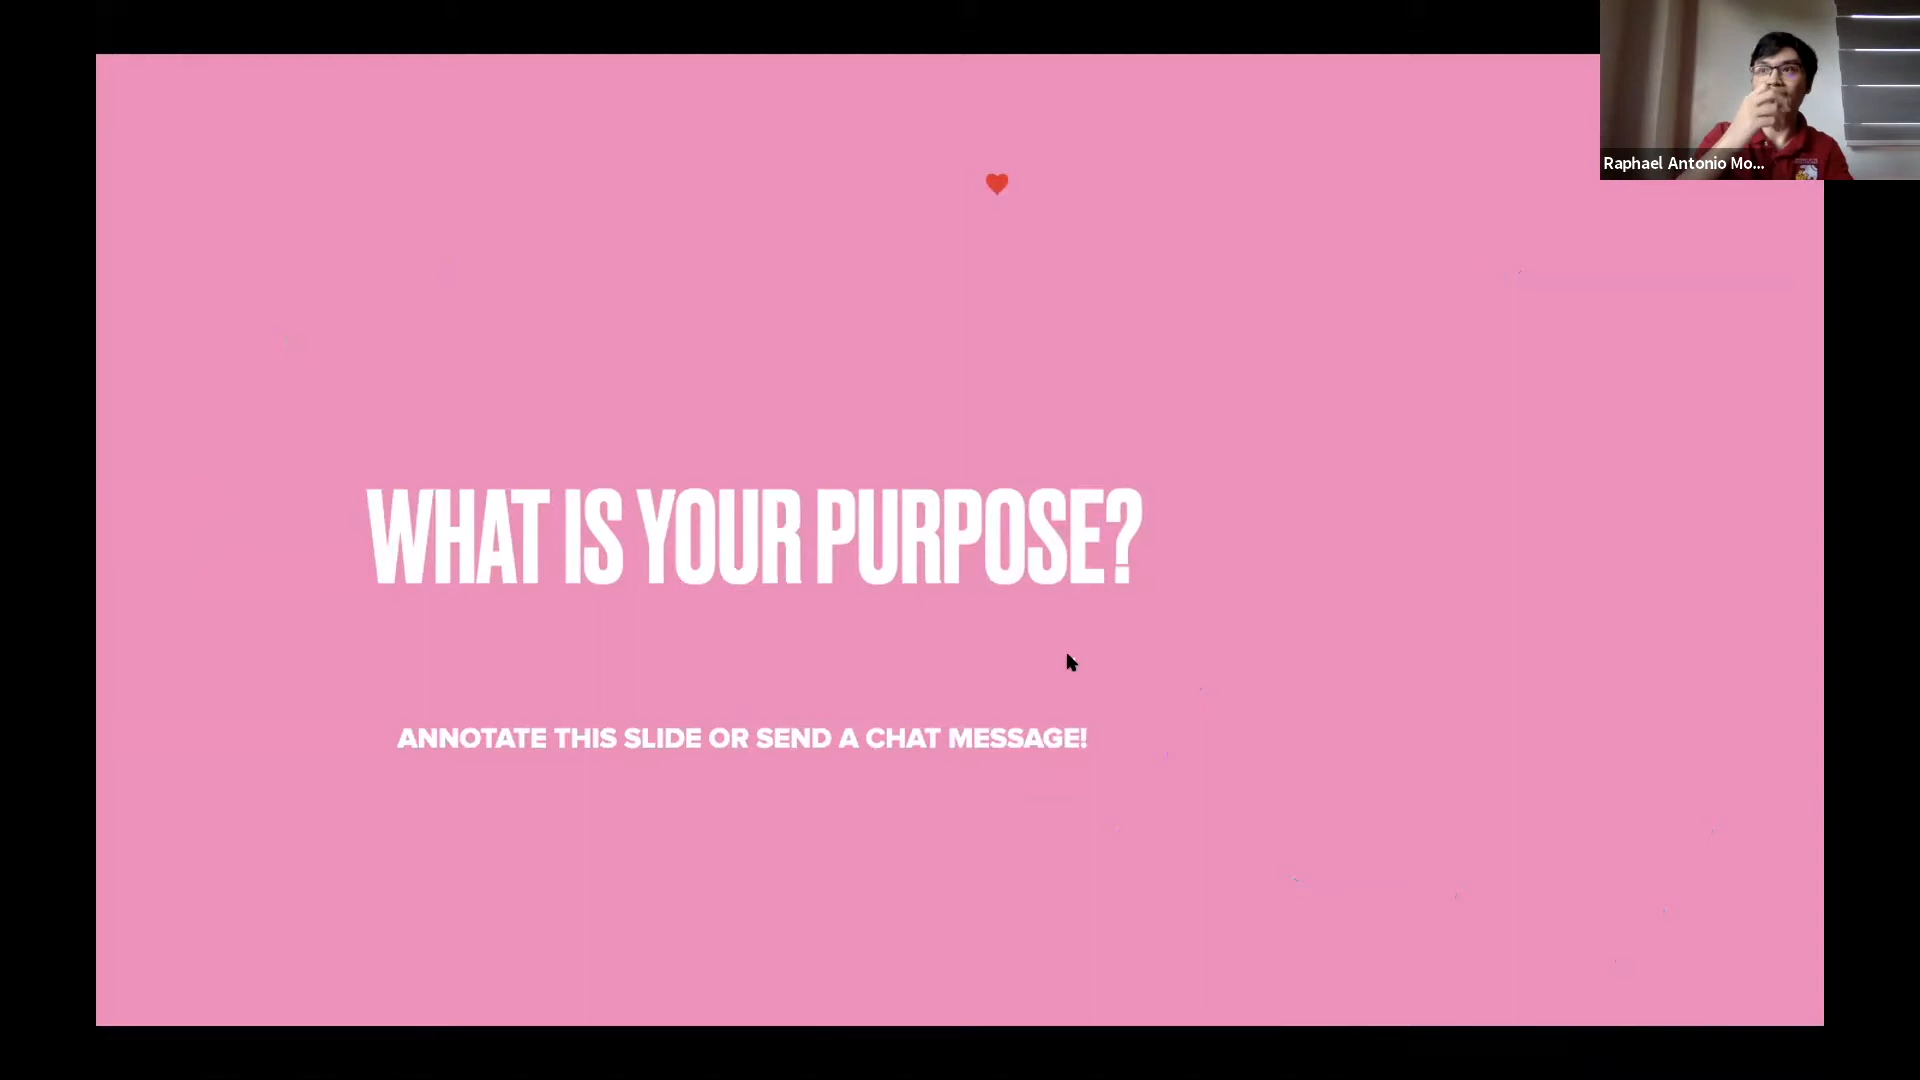 Raphael Antonio Mo...
WHAT IS YOUR PURPOSE?
ANNOTATE THIS SLIDE OR SEND A CHAT MESSAGE!